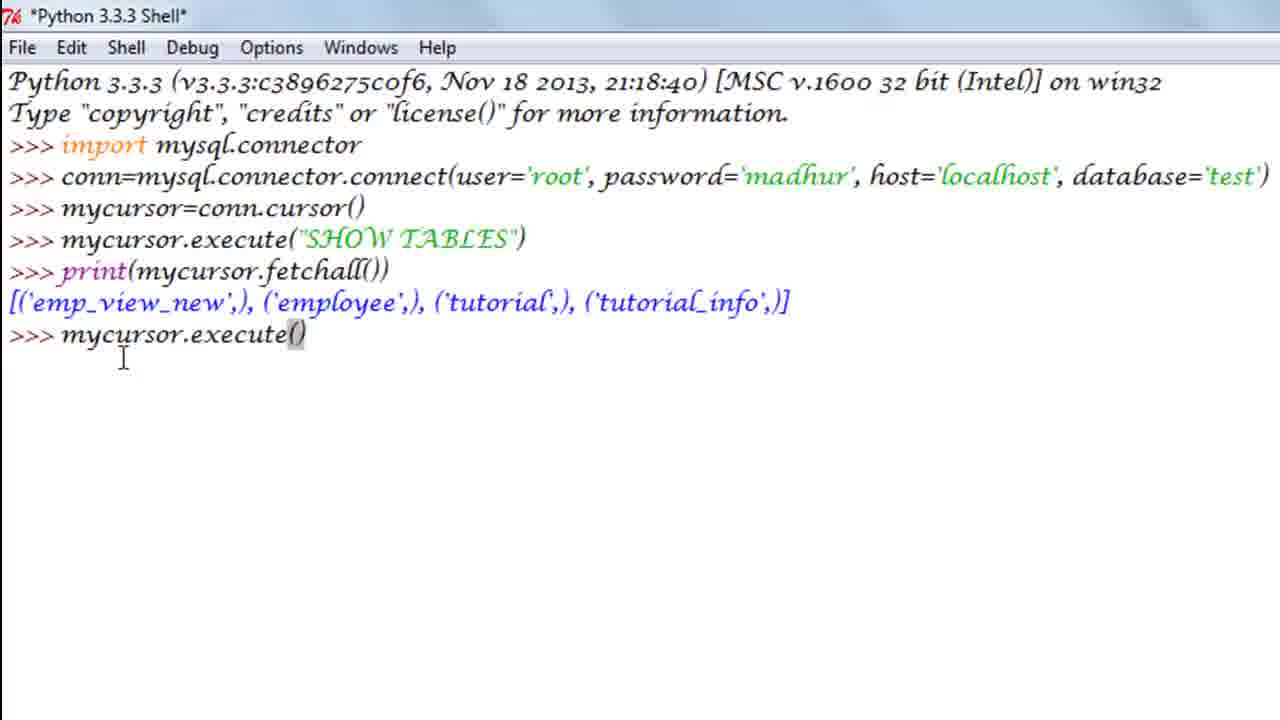 *Python 3.3.3 Shell*
File Edit Shell Debug Options Windows Help
Python 3.3.3 (v3.3.3:c3896275c0f6, Nov 18 2013, 21:18:40) [MSC v.1600 32 bit (Intel)] on win32
Type "copyright", "credits" or "license()" for more information.
>>> import mysql.connector
>>> conn=mysql.connector.connect(user='root', password='madhur', host='localhost', database='test')
>>> mycursor=conn.cursor()
>>> mycursor.execute("SHOW TABLES")
>>> print(mycursor.fetchall())
[('emp_view_new',), ('employee',), ('tutorial',), ('tutorial_info',)]
>>> mycursor.execute()